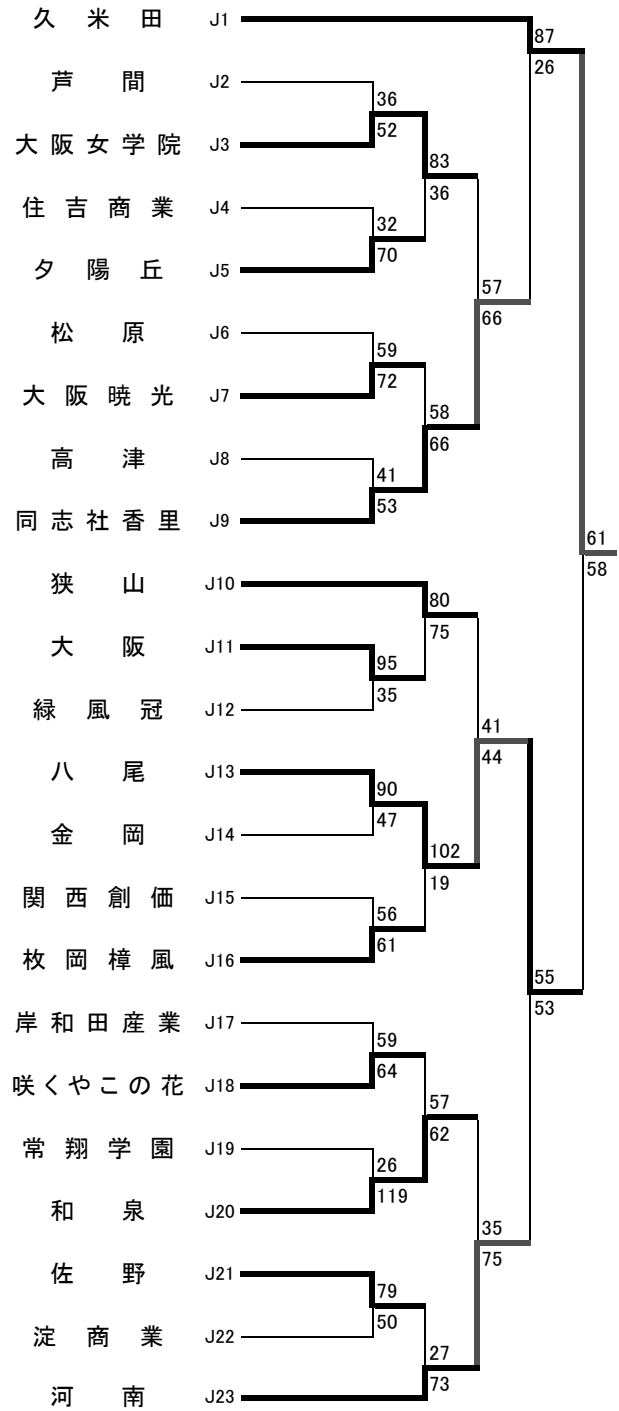 久米田 J1
87
26
芦間 J2
36
52
大阪女学院 J3
83
36
住吉商業 J4
32
70
夕陽丘 J5
57
66
松原 J6
59
72
大阪暁光 J7
58
66
高津 J8
41
53
同志社香里 J9
61
58
狭山 J10
80
75
大阪 J11
95
35
緑風冠 J12
41
44
八尾 J13
90
47
金岡 J14
102
19
関西創価 J15
56
61
枚岡樟風 J16
55
53
岸和田産業 J17
59
64
咲くやこの花 J18
57
62
常翔学園 J19
26
119
和泉 J20
35
75
佐野 J21
79
50
淀商業 J22
27
73
河南 J23